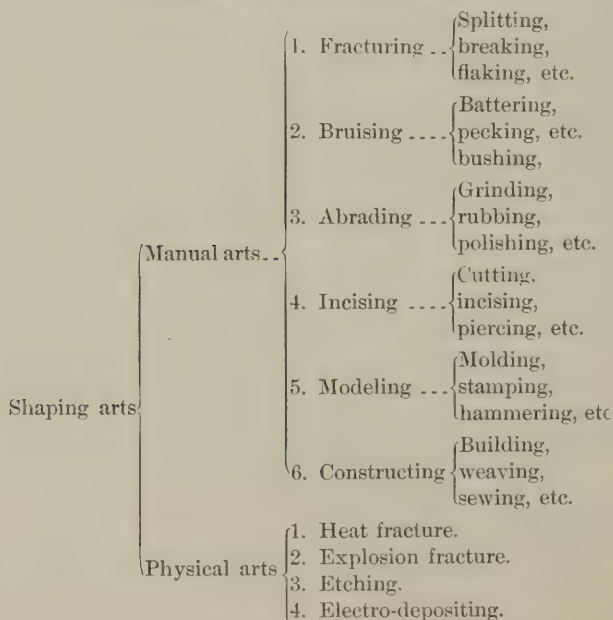 Splitting,
1. Fracturing .. breaking,
flaking, etc.
Battering,
2. Bruising .... pecking, etc.
bushing,
Grinding,
3. Abrading ... rubbing,
polishing, etc.
Manual arts..
Cutting,
4. Incising .... incising,
piercing, etc.
Molding,
5. Modeling ... stamping,
Shaping arts
hammering, etc
Building,
6. Constructing weaving,
sewing, etc.
1. Heat fracture.
2. Explosion fracture.
Physical arts
3. Etching.
4. Electro-depositing.